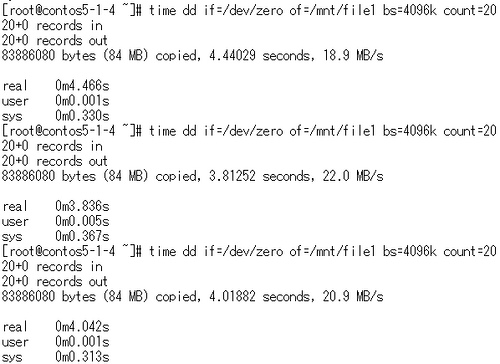 [root@contos5-1-4 ~]# time dd if=/dev/zero of=/mnt/file1 bs=4096k count=20
20+0 records in
20+0 records out
83886080 bytes (84 MB) copied, 4.44029 seconds, 18.9 MB/s

real    0m4.466s
user    0m0.001s
sys     0m0.330s
[root@contos5-1-4 ~]# time dd if=/dev/zero of=/mnt/file1 bs=4096k count=20
20+0 records in
20+0 records out
83886080 bytes (84 MB) copied, 3.81252 seconds, 22.0 MB/s

real    0m3.836s
user    0m0.005s
sys     0m0.367s
[root@contos5-1-4 ~]# time dd if=/dev/zero of=/mnt/file1 bs=4096k count=20
20+0 records in
20+0 records out
83886080 bytes (84 MB) copied, 4.01882 seconds, 20.9 MB/s

real    0m4.042s
user    0m0.001s
sys     0m0.313s